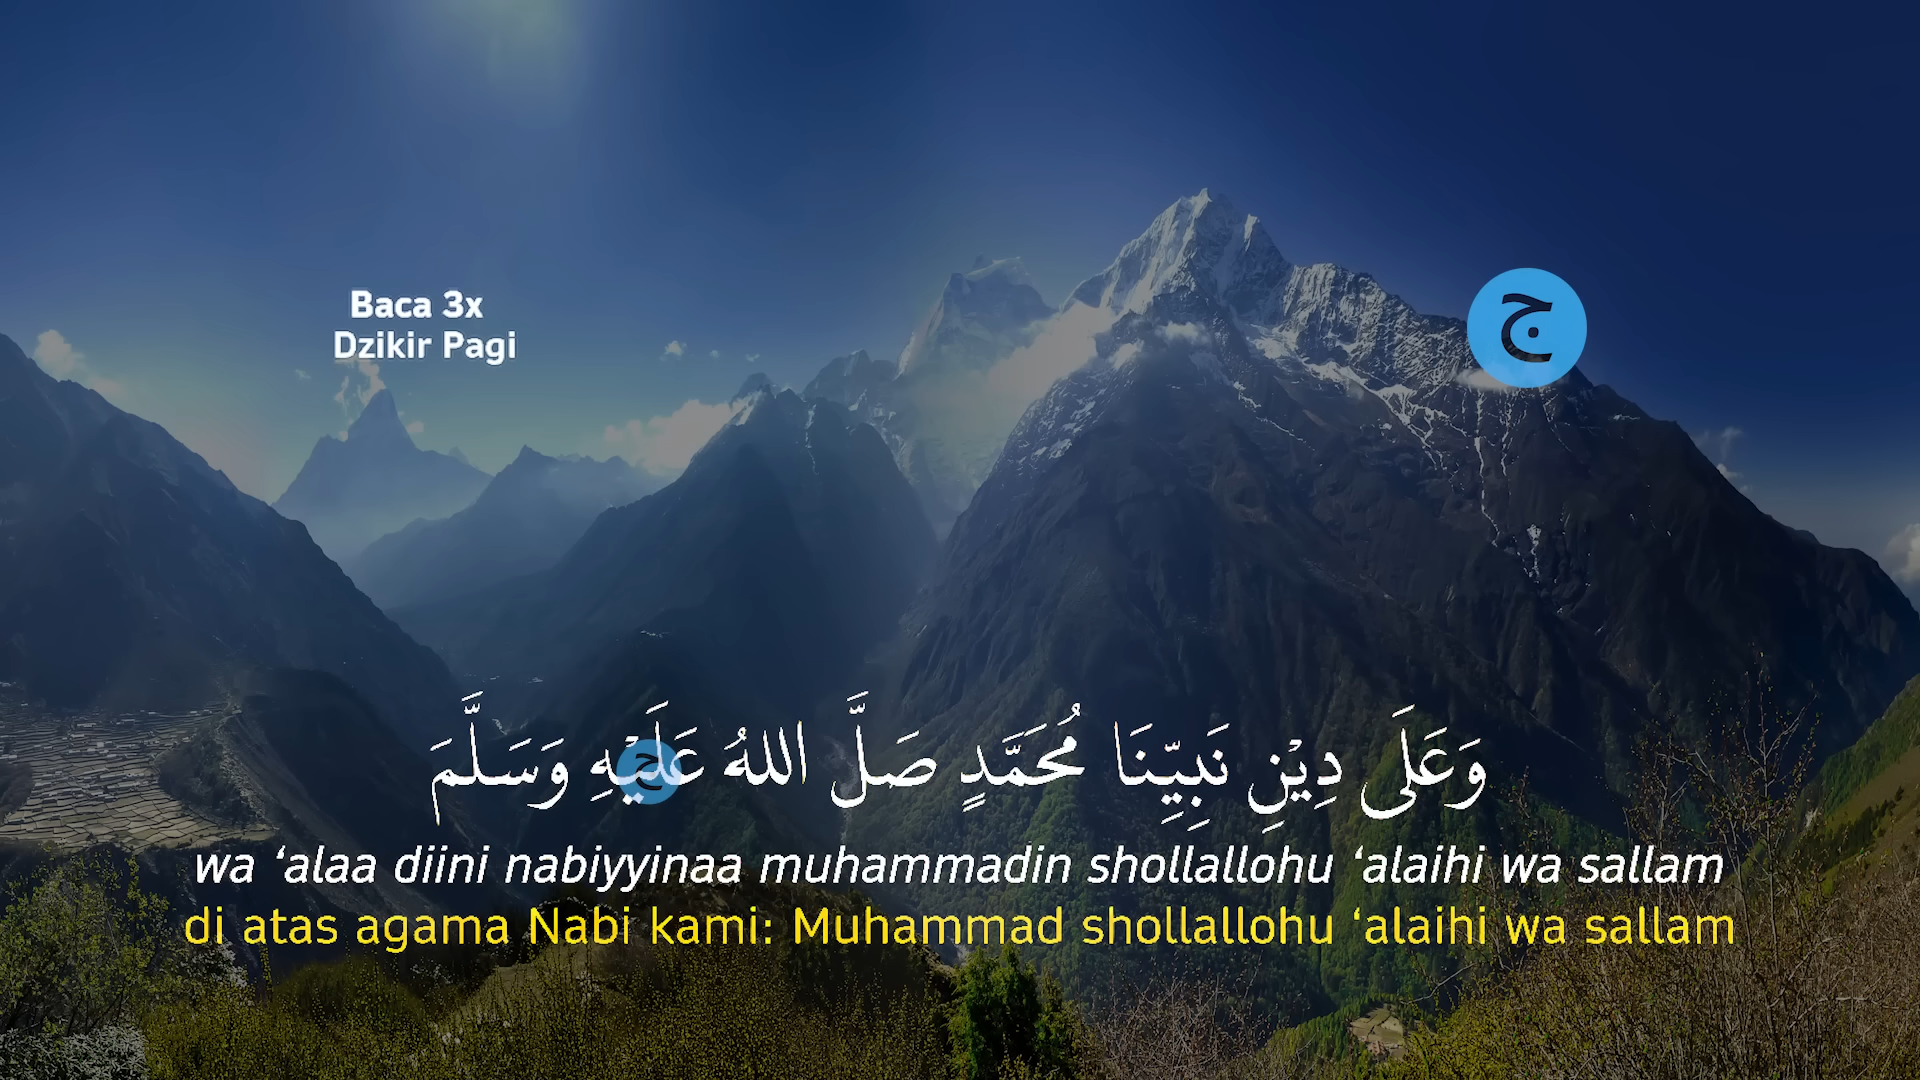 Baca 3x
Dzikir Pagi
ج
وَعَلَى دِيْنِ نَبِيِّنَا مُحَمَّدٍ صَلَّ اللهُ عَلَيْهِ وَسَلَّمَ
ج
wa ‘alaa diini nabiyyinaa muhammadin shollallohu ‘alaihi wa sallam
di atas agama Nabi kami: Muhammad shollallohu ‘alaihi wa sallam